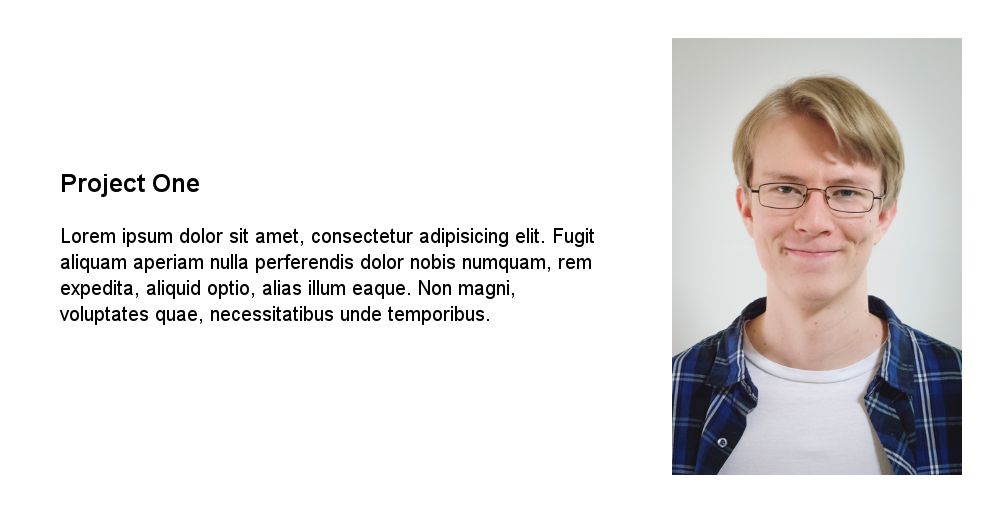 Project One
Lorem ipsum dolor sit amet, consectetur adipisicing elit. Fugit
aliquam aperiam nulla perferendis dolor nobis numquam, rem
expedita, aliquid optio, alias illum eaque. Non magni,
voluptates quae, necessitatibus unde temporibus.